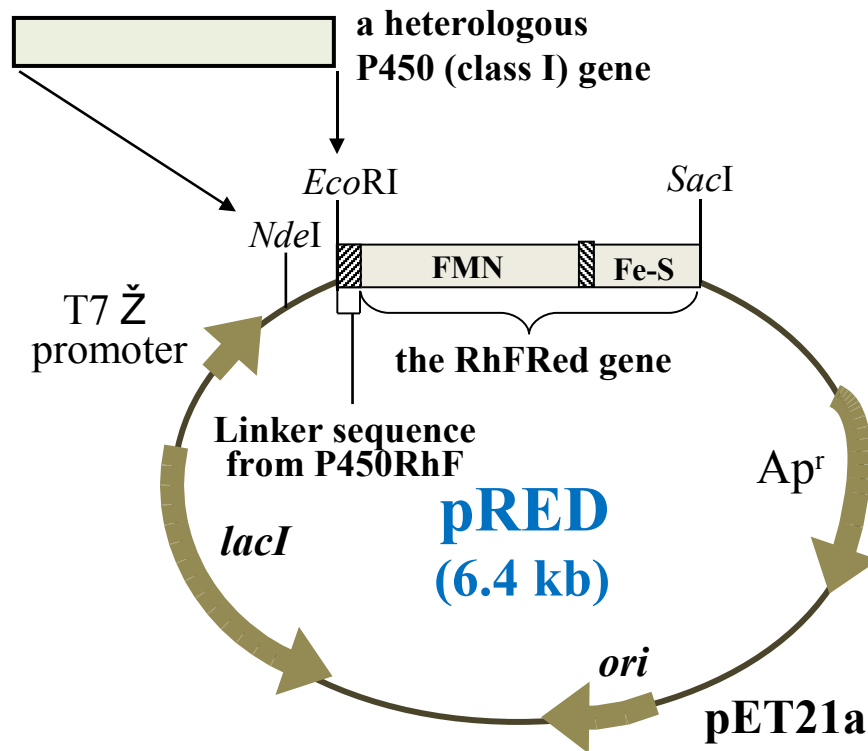 a heterologous
P450 (class I) gene
EcoRI
SacI
NdeI
FMN
Fe-S
T7 Ž
promoter
the RhFRed gene
Linker sequence
from P450RhF
Apʳ
pRED
(6.4 kb)
lacI
ori
pET21a